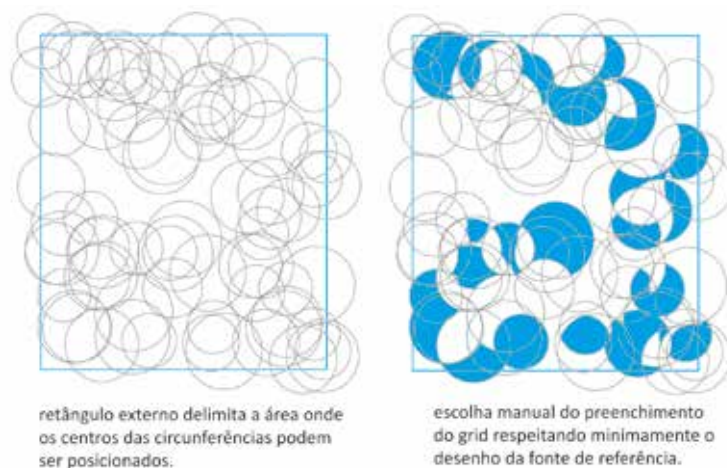 retângulo externo delimita a área onde
os centros das circunferências podem
ser posicionados.
escolha manual do preenchimento
do grid respeitando minimamente o
desenho da fonte de referência.